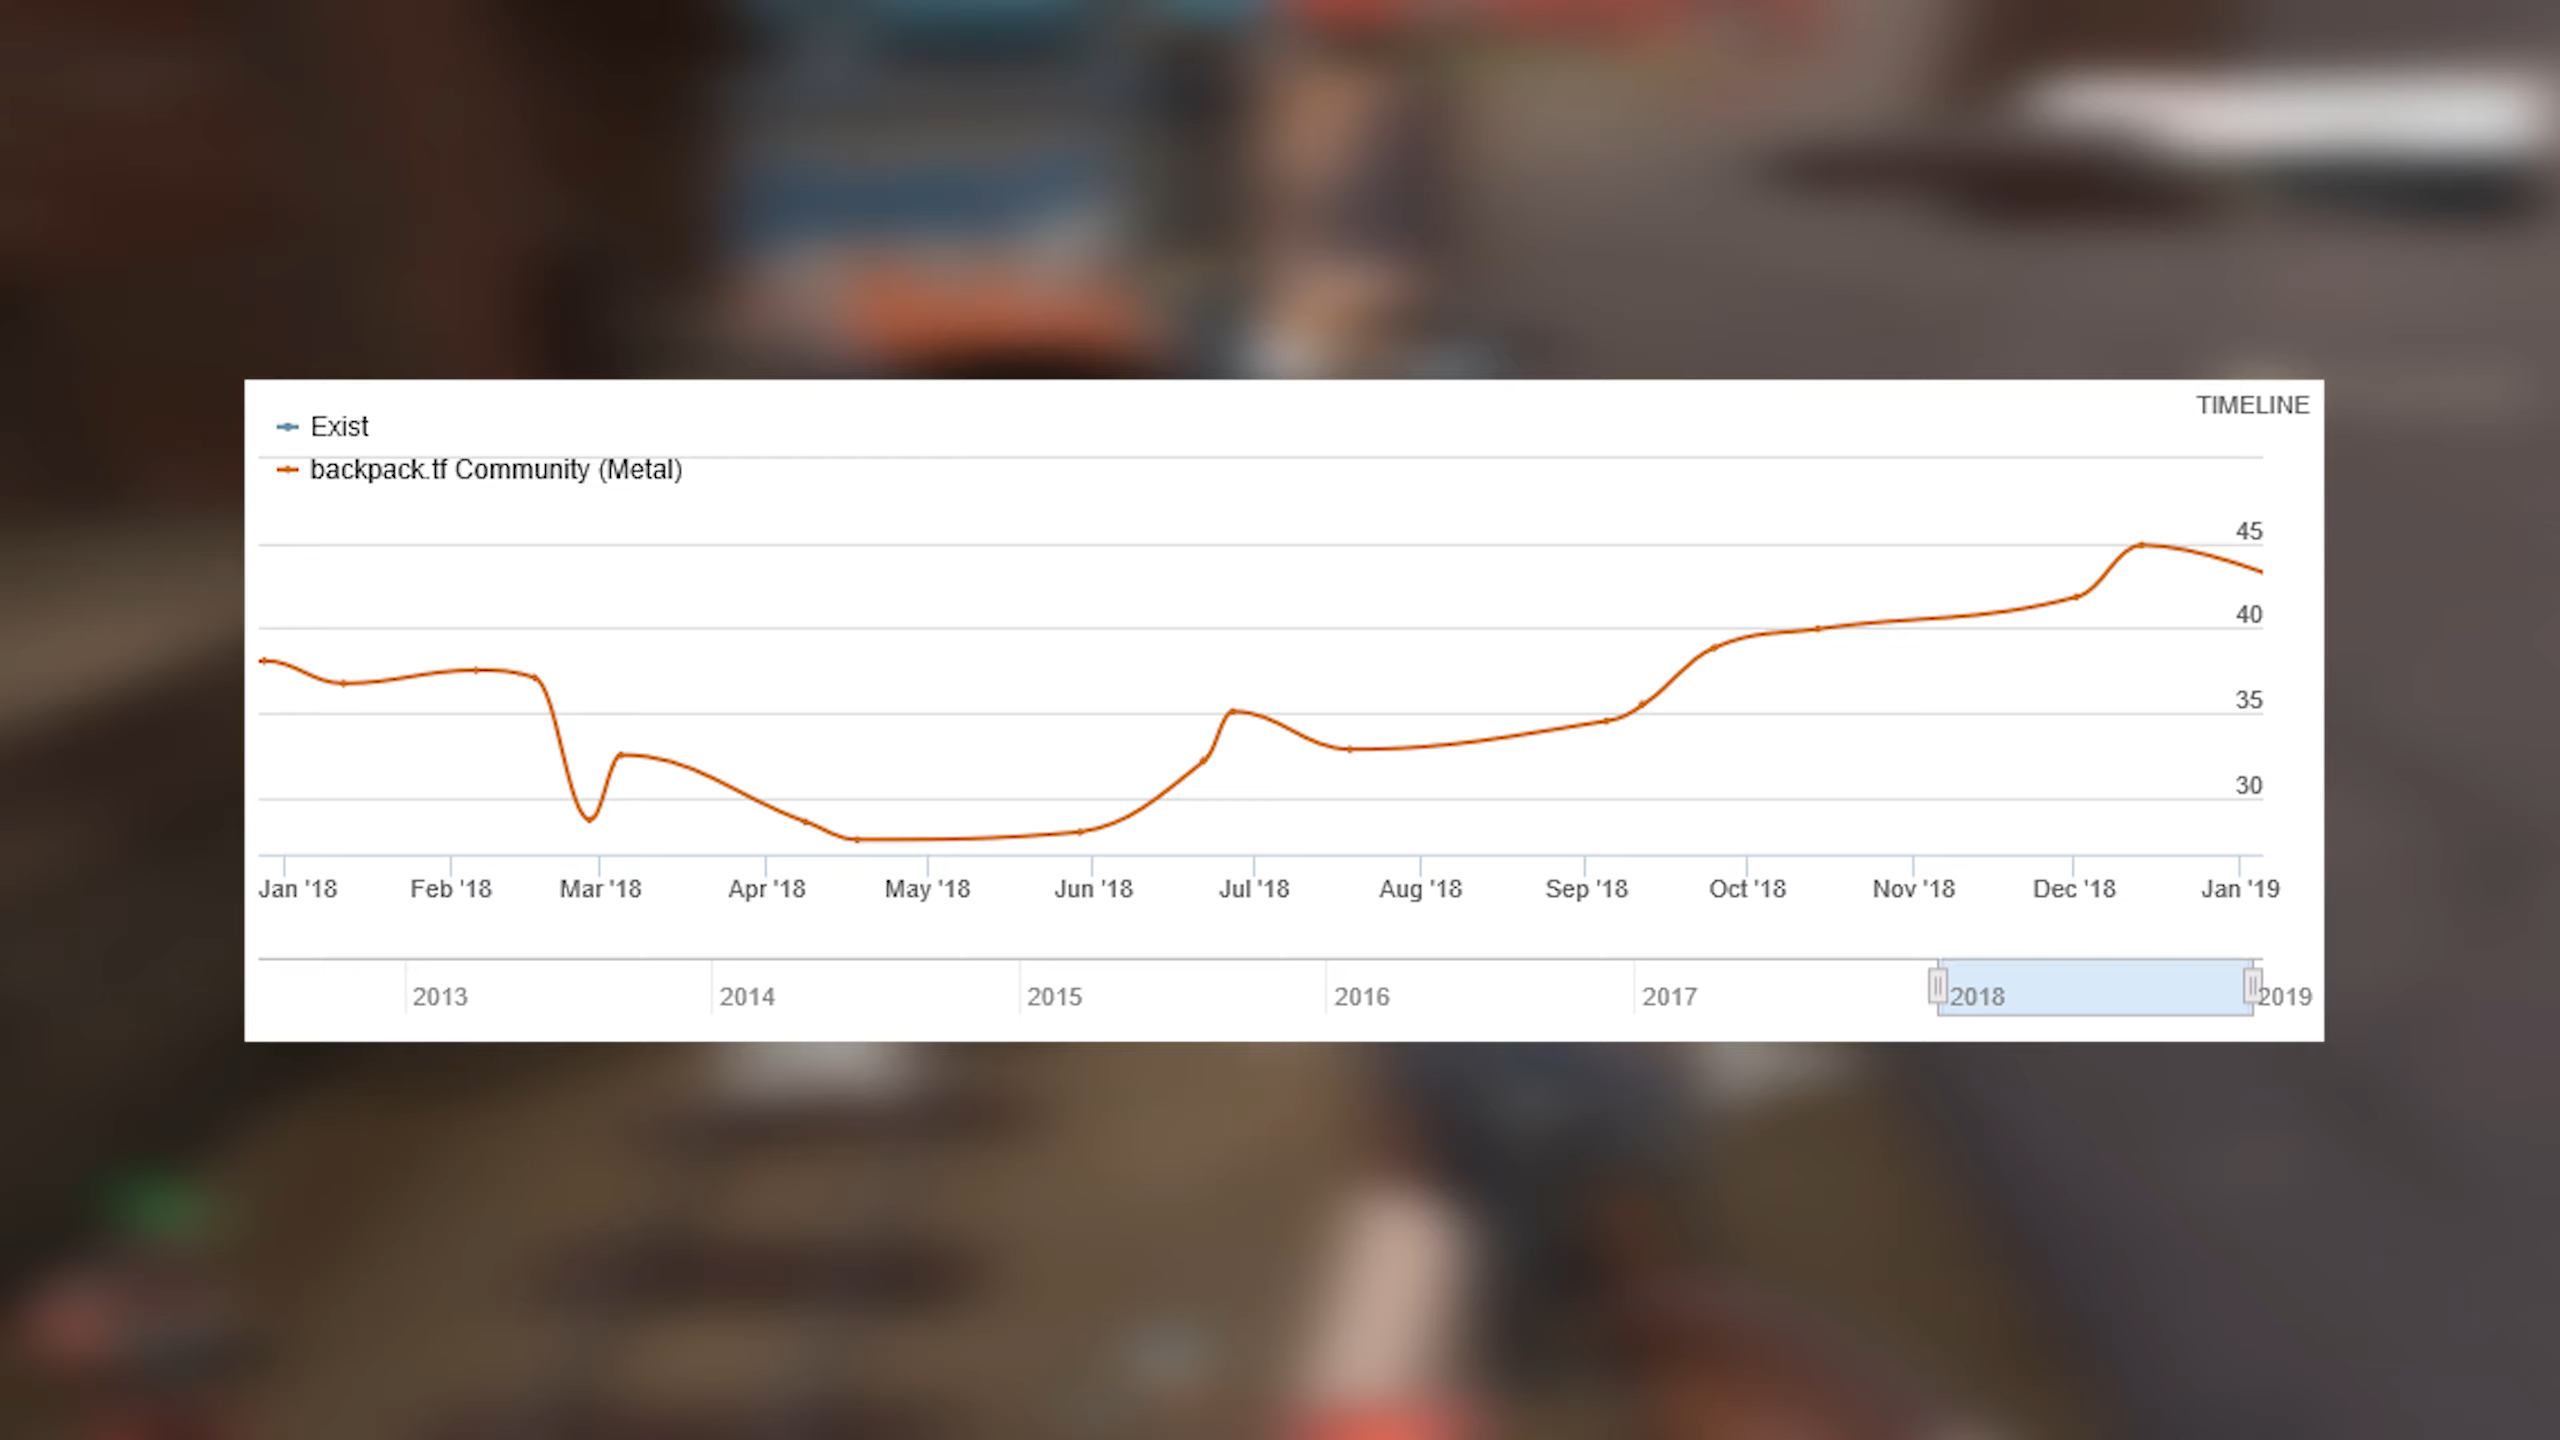 TIMELINE
Exist
backpack.tf Community (Metal)
45
40
35
30
Jan '18 Feb '18 Mar '18 Apr '18 May '18 Jun '18 Jul '18 Aug '18 Sep '18 Oct '18 Nov '18 Dec '18 Jan '19
2013 2014 2015 2016 2017 2018 2019